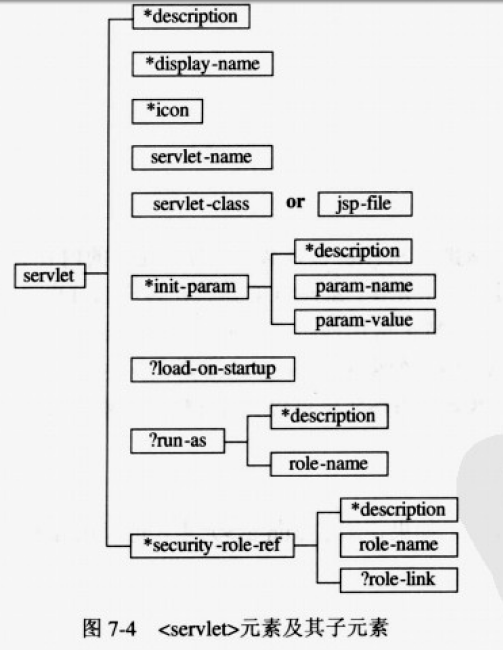 *description
*display-name
*icon
servlet-name
servlet-class or jsp-file
servlet
*init-param
*description
param-name
param-value
?load-on-startup
?run-as
*description
role-name
*security-role-ref
*description
role-name
?role-link
图 7-4 <servlet>元素及其子元素